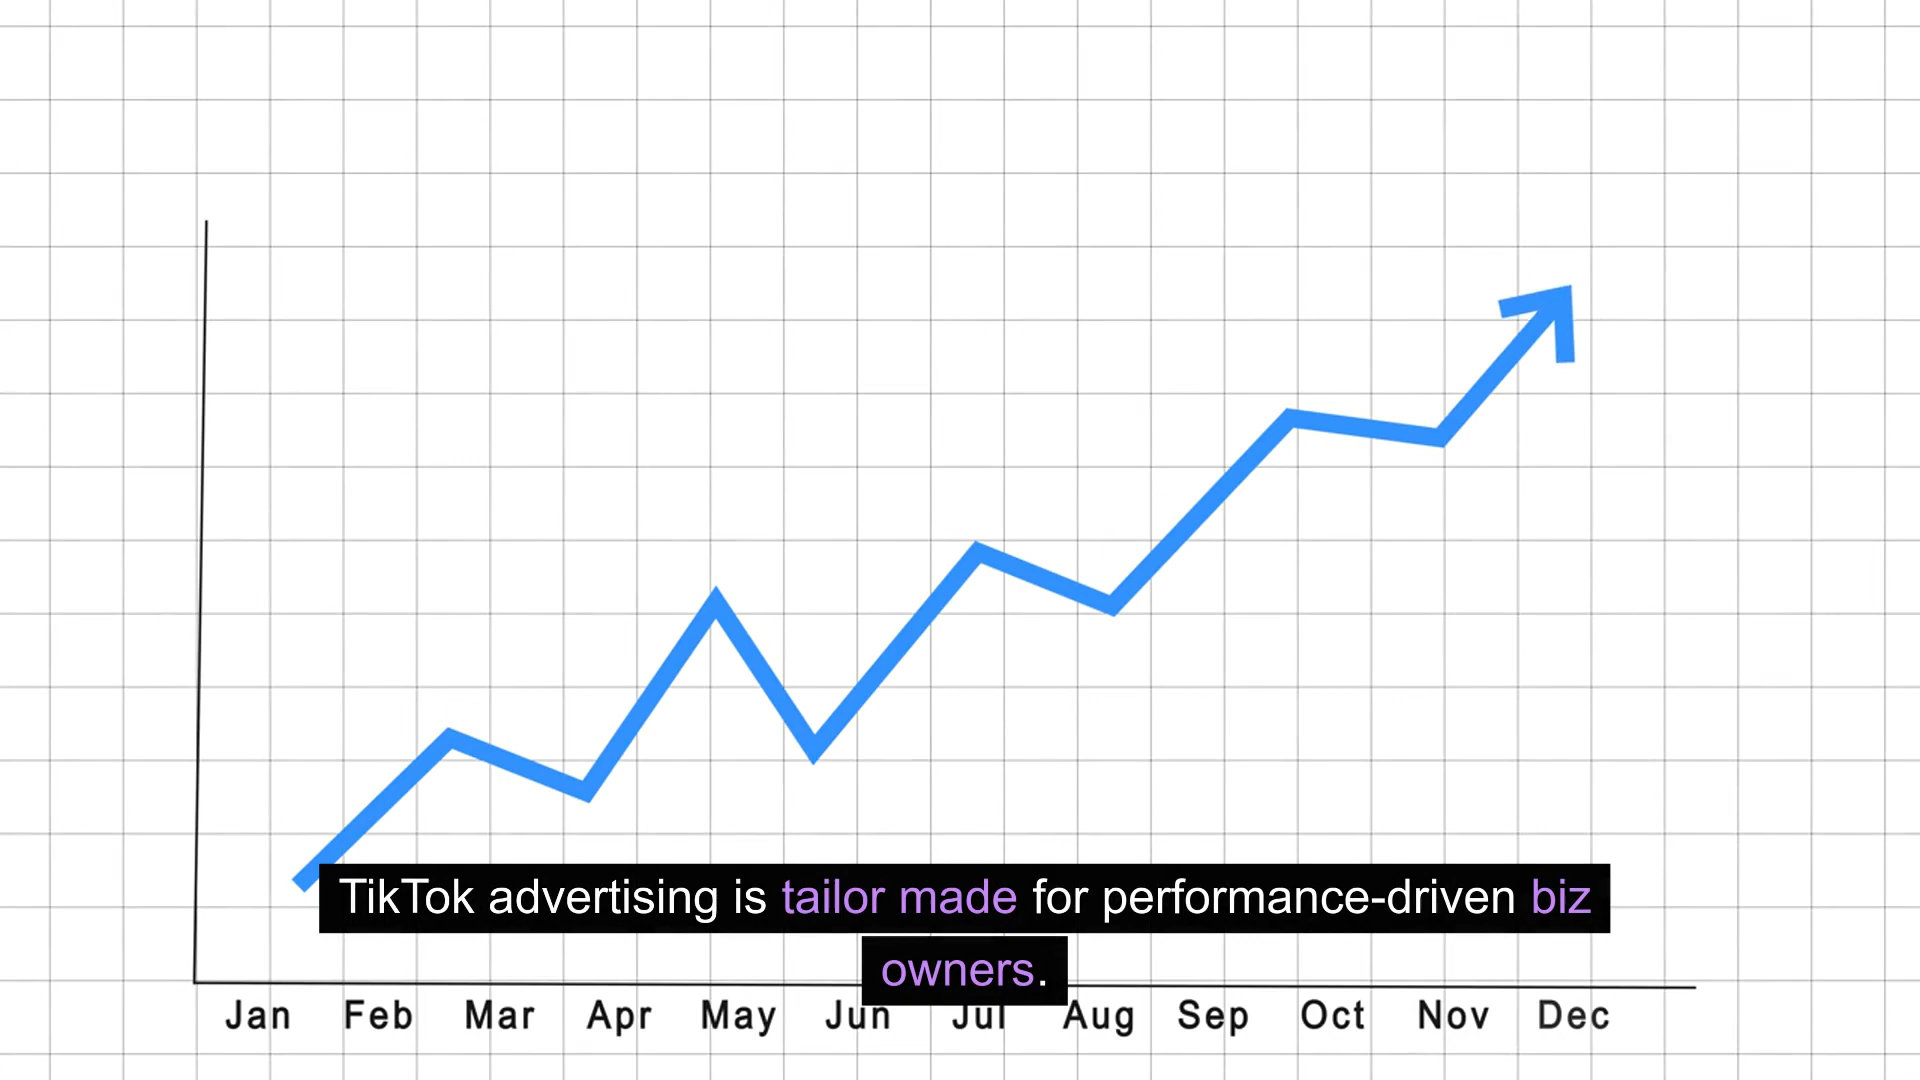 TikTok advertising is tailor made for performance-driven biz
owners.
Jan Feb Mar Apr May Jun Jul Aug Sep Oct Nov Dec